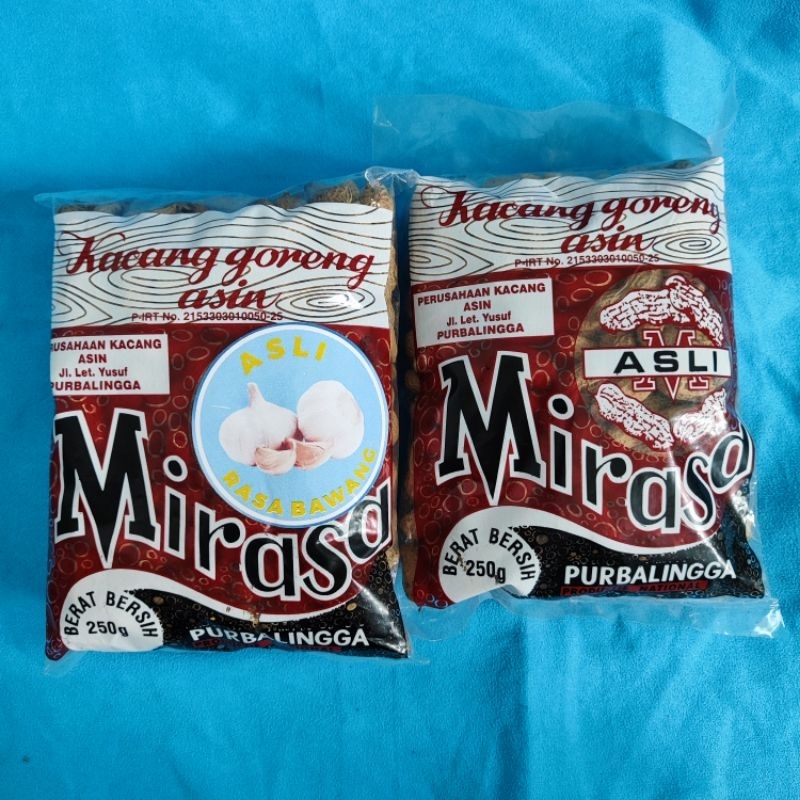 Kacang goreng
asin
P-IRT No. 2153303010050-25
RUSAHAAN KACANG
ASIN
Jl. Let. Yusuf
PURBALINGGA
ASLI
RASA BAWANG
Mirasa
BERAT BERSIH
250g
PURBALINGGA
Kacang goreng
asin
P-IRT No. 2153303010050-25
PERUSAHAAN KACANG
ASIN
Jl. Let. Yusuf
PURBALINGGA
M
ASLI
Mirasa
BERAT BERSIH
250g
PURBALINGGA
NATIONAL